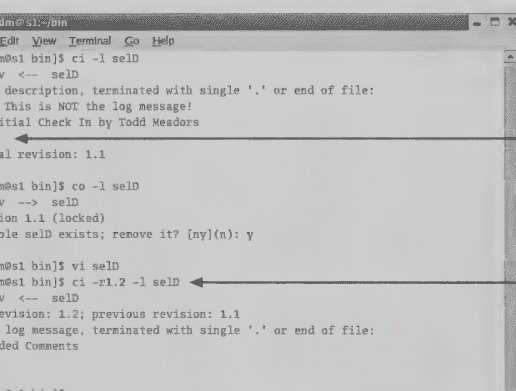 dm@s1:~/bin
Edit View Terminal Go Help
m@s1 bin]$ ci -l selD
v <-- selD
description, terminated with single '.' or end of file:
This is NOT the log message!
itial Check In by Todd Meadors
al revision: 1.1
m@s1 bin]$ co -l selD
v --> selD
ion 1.1 (locked)
ble selD exists; remove it? [ny](n): y
m@s1 bin]$ vi selD
m@s1 bin]$ ci -r1.2 -l selD
v <-- selD
evision: 1.2; previous revision: 1.1
log message, terminated with single '.' or end of file:
ded Comments